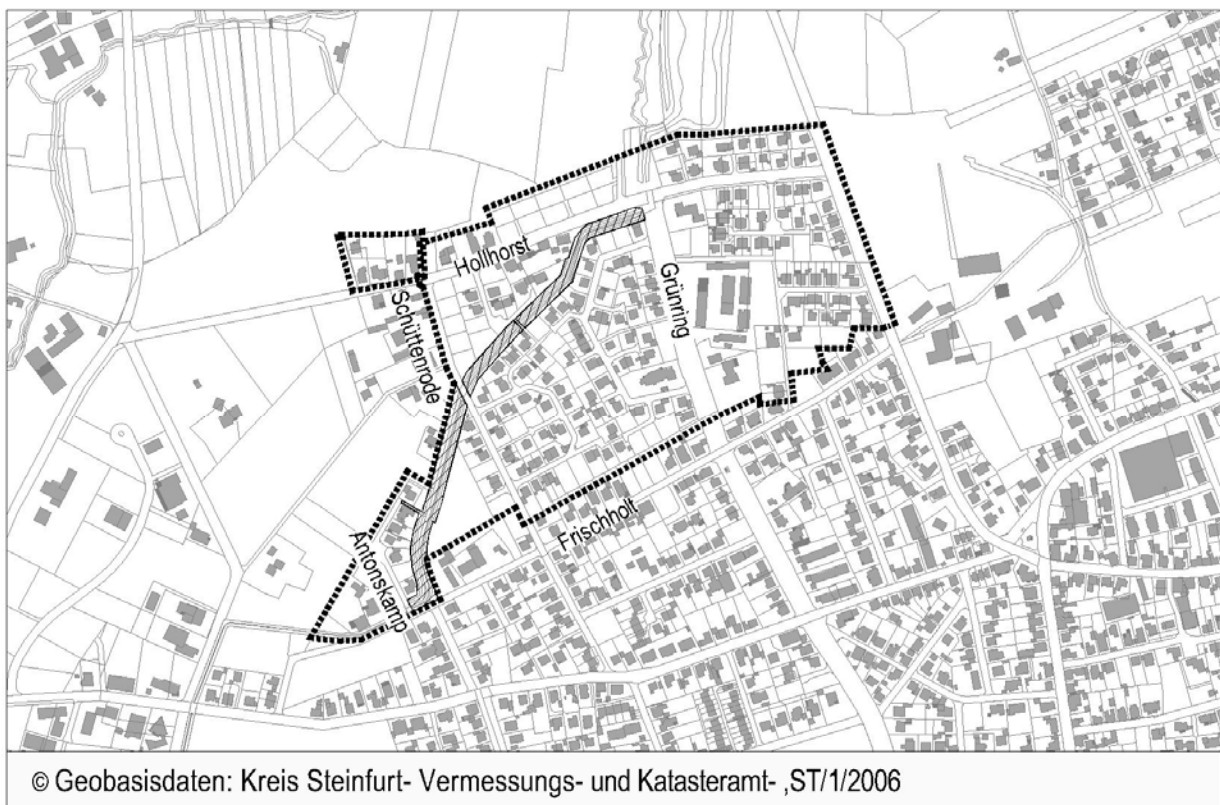 Hollhorst
Schüttenrode
Grünring
Frischholt
Antonskamp
© Geobasisdaten: Kreis Steinfurt- Vermessungs- und Katasteramt- ,ST/1/2006